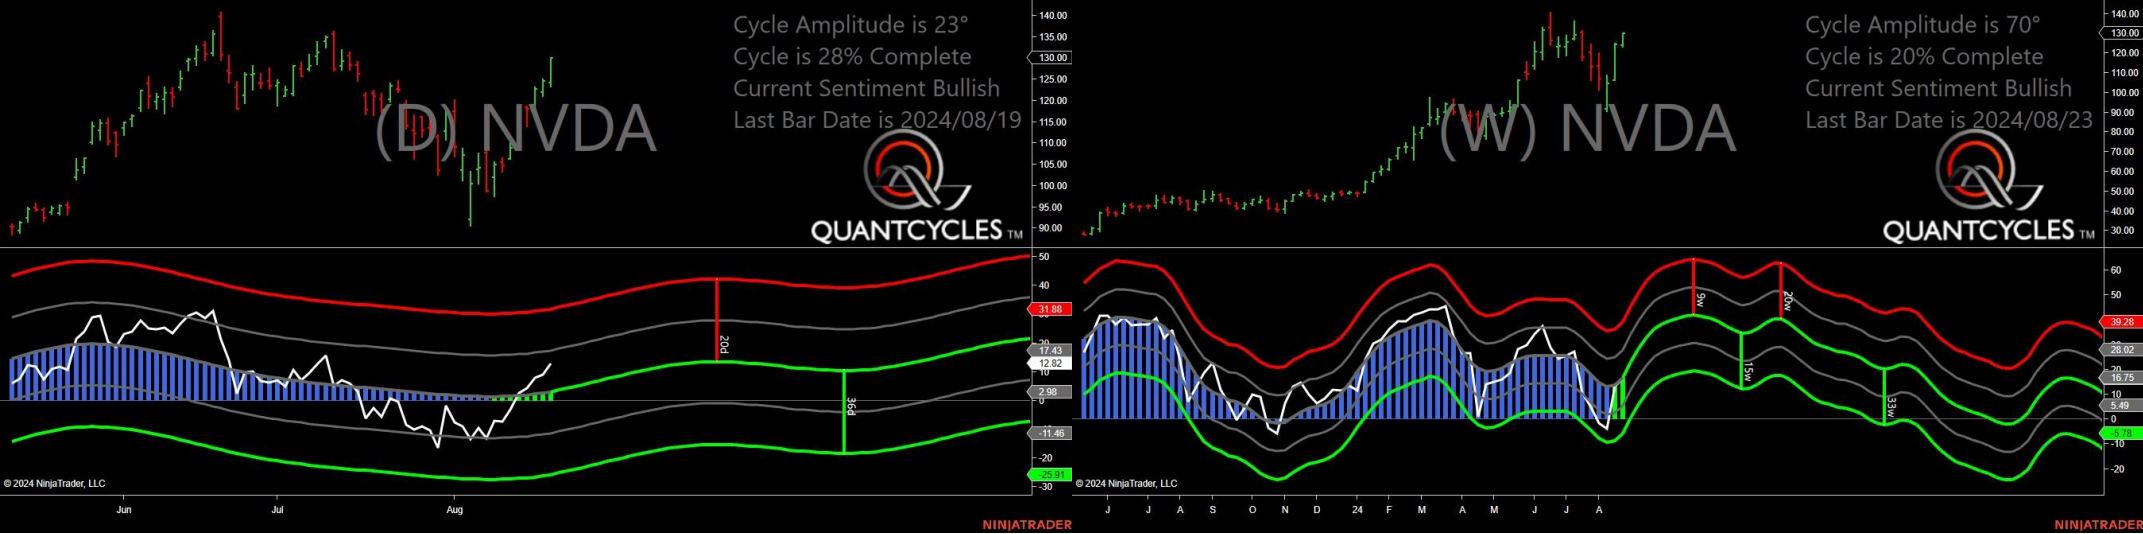 Cycle Amplitude is 23°
Cycle is 28% Complete
Current Sentiment Bullish
Last Bar Date is 2024/08/19
(D) NVDA
QUANTCYCLES TM
140.00
130.00
125.00
120.00
115.00
110.00
105.00
100.00
95.00
90.00
50
40
31.88
20
17.43
12.82
2.98
0
-11.46
-20
-25.91
-30
20d
36d
© 2024 NinjaTrader, LLC
Jun
Jul
Aug
NINJATRADER
Cycle Amplitude is 70°
Cycle is 20% Complete
Current Sentiment Bullish
Last Bar Date is 2024/08/23
(W) NVDA
QUANTCYCLES TM
140.00
130.00
120.00
110.00
100.00
90.00
80.00
70.00
60.00
50.00
40.00
30.00
60
50
39.28
28.02
20
16.75
10
5.49
0
-5.78
-10
-20
9w
20w
15w
33w
© 2024 NinjaTrader, LLC
J
J
A
S
O
N
D
24
F
M
A
M
J
J
A
NINJATRADER